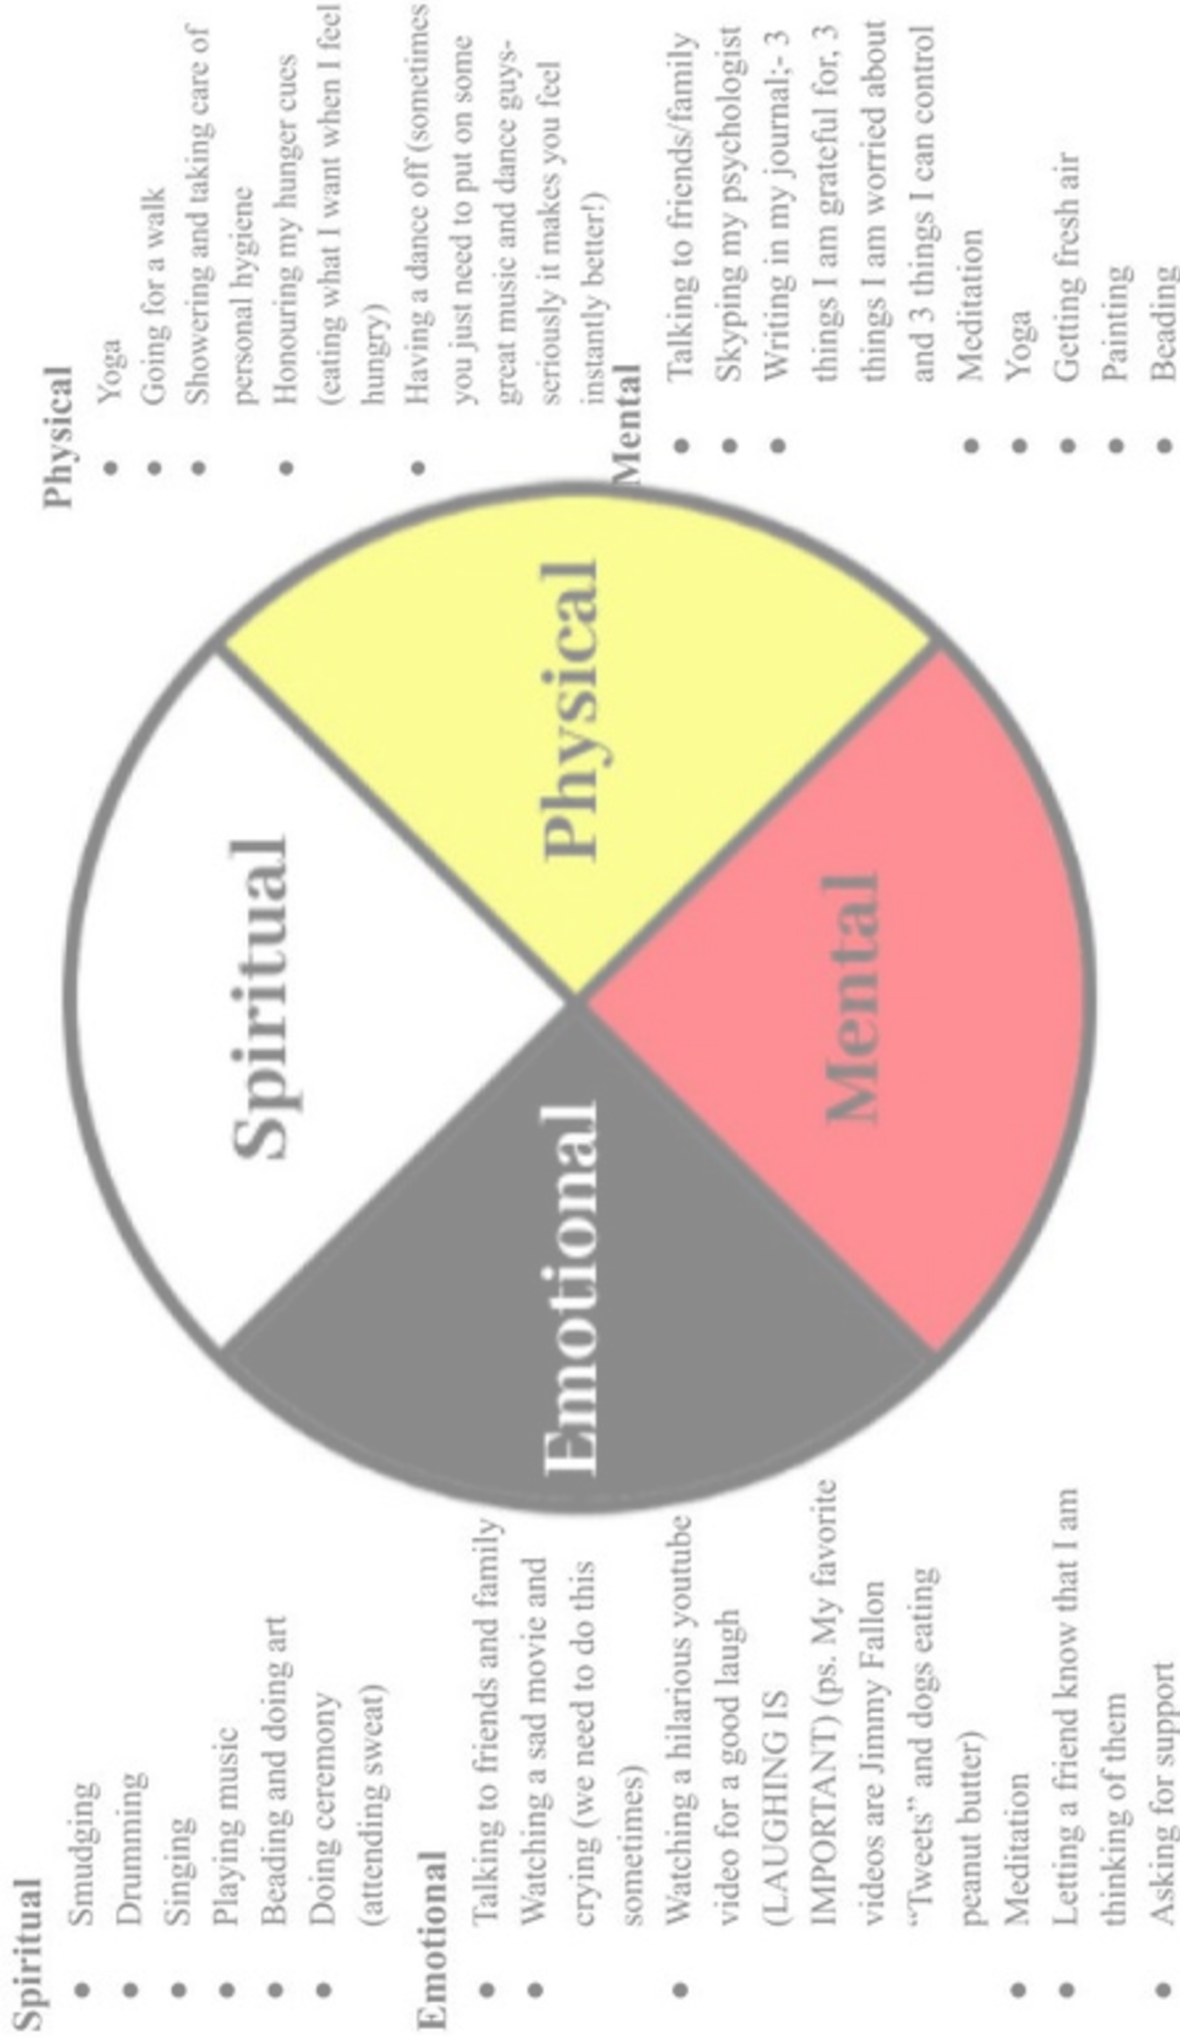 Spiritual
Smudging
Drumming
Singing
Playing music
Beading and doing art
Doing ceremony
(attending sweat)
Emotional
Talking to friends and family
Watching a sad movie and
crying (we need to do this
sometimes)
Watching a hilarious youtube
video for a good laugh
(LAUGHING IS
IMPORTANT) (ps. My favorite
videos are Jimmy Fallon
“Tweets” and dogs eating
peanut butter)
Meditation
Letting a friend know that I am
thinking of them
Asking for support
Spiritual
Emotional
Physical
Mental
Physical
Yoga
Going for a walk
Showering and taking care of
personal hygiene
Honouring my hunger cues
(eating what I want when I feel
hungry)
Having a dance off (sometimes
you just need to put on some
great music and dance guys-
seriously it makes you feel
instantly better!)
Mental
Talking to friends/family
Skyping my psychologist
Writing in my journal;- 3
things I am grateful for, 3
things I am worried about
and 3 things I can control
Meditation
Yoga
Getting fresh air
Painting
Beading